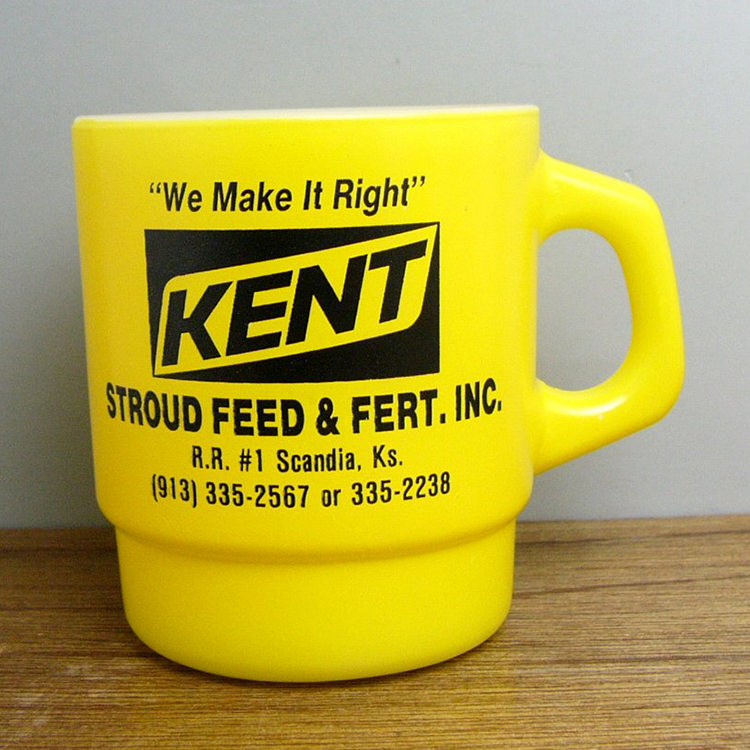 “We Make It Right”
KENT
STROUD FEED & FERT. INC.
R.R. #1 Scandia, Ks.
(913) 335-2567 or 335-2238